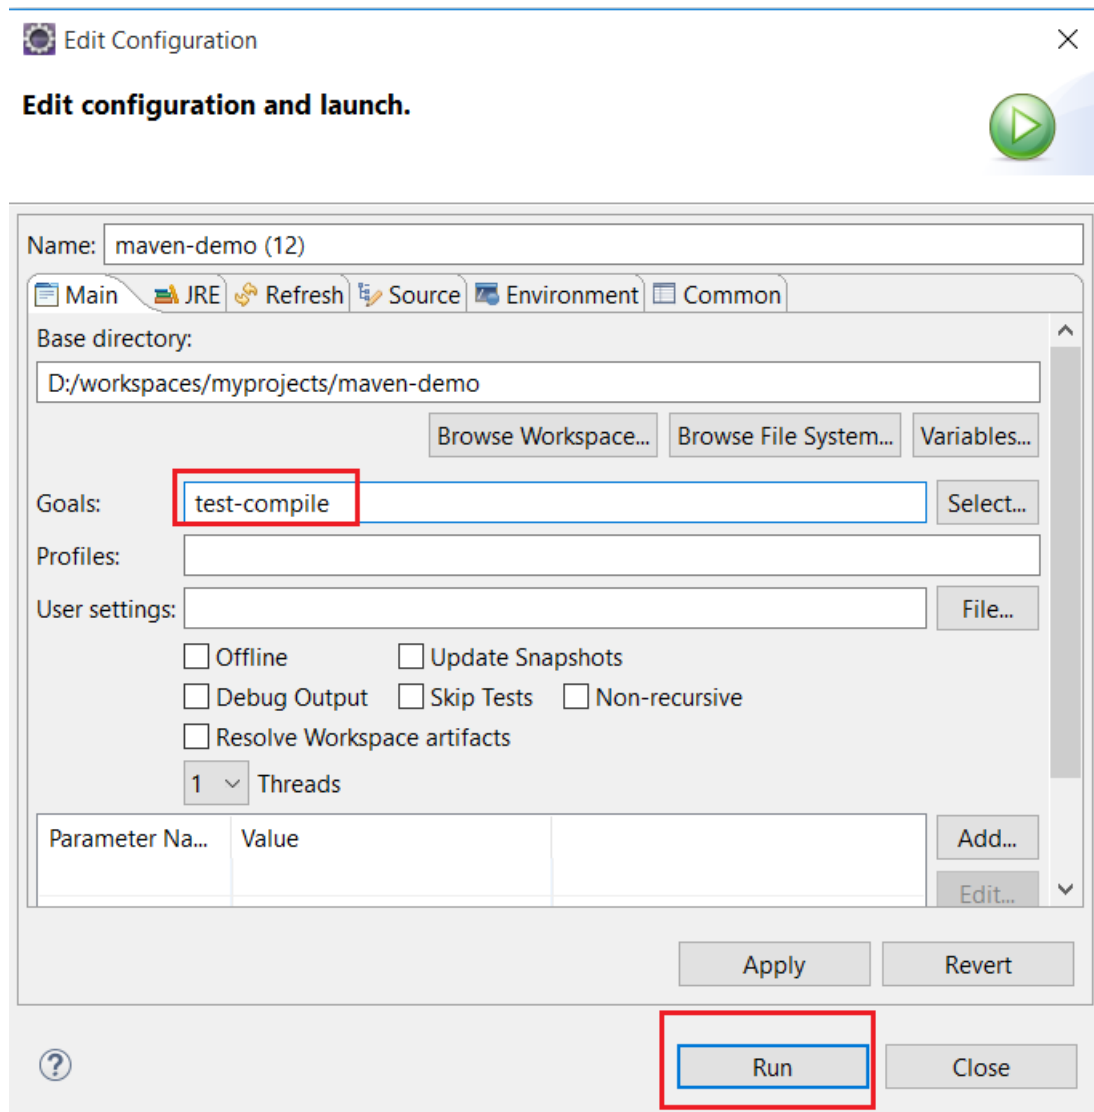 Edit Configuration
Edit configuration and launch.
Name: maven-demo (12)
Main JRE Refresh Source Environment Common
Base directory:
D:/workspaces/myprojects/maven-demo
Browse Workspace... Browse File System... Variables...
Goals: test-compile Select...
Profiles:
User settings: File...
Offline Update Snapshots
Debug Output Skip Tests Non-recursive
Resolve Workspace artifacts
1 Threads
Parameter Na... Value Add...
Edit...
Apply Revert
? Run Close